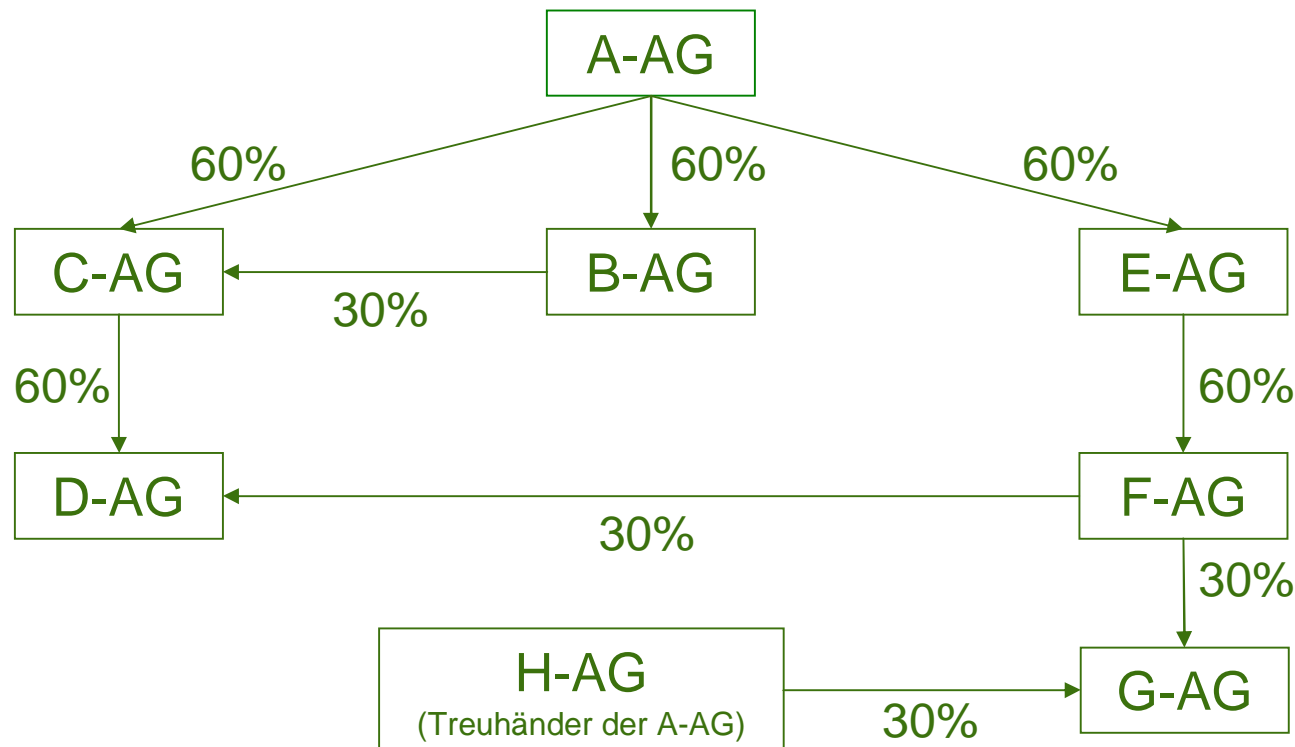 A-AG
60%
60%
60%
C-AG
B-AG
E-AG
30%
60%
60%
D-AG
F-AG
30%
30%
H-AG
(Treuhänder der A-AG)
G-AG
30%